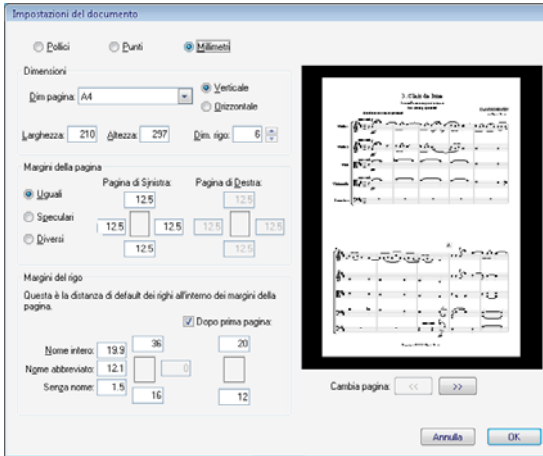 Impostazioni del documento
Pollici Punti Millimetri
Dimensioni
Dim pagina: A4
Verticale
Orizzontale
Larghezza: 210 Altezza: 297 Dim. rigo: 6
Margini della pagina
Uguali
Speculari
Diversi
Pagina di Sinistra: Pagina di Destra:
12.5 12.5
12.5 12.5 12.5 12.5
12.5 12.5
Margini del rigo
Questa è la distanza di default dei righi all'interno dei margini della
pagina.
Dopo prima pagina:
36 20
Nome intero: 19.9
Nome abbreviato: 12.1 0
Senza nome: 1.5
16 12
3. Clair de lune
Cambia pagina: << >>
Annulla OK